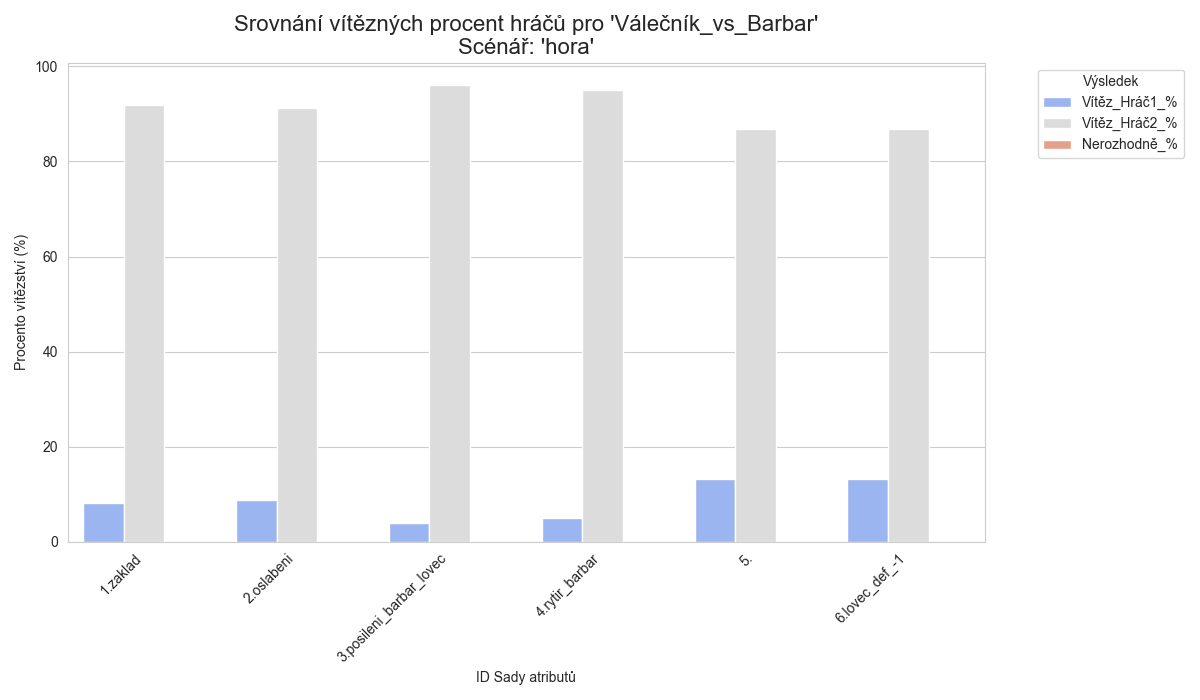 Srovnání vítězných procent hráčů pro 'Válečník_vs_Barbar'
Scénář: 'hora'
Procento vítězství (%)
100
80
60
40
20
0
1.zaklad
2.oslabeni
3.posileni_barbar_lovec
4.rytir_barbar
5.
6.lovec_def_-1
ID Sady atributů
Výsledek
Vítěz_Hráč1_%
Vítěz_Hráč2_%
Nerozhodně_%